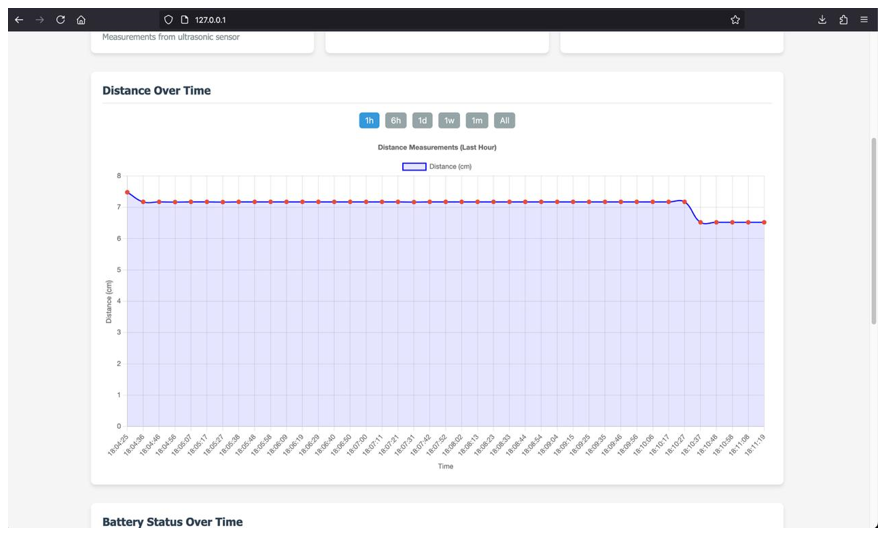 127.0.0.1
Measurements from ultrasonic sensor
Distance Over Time
1h 6h 1d 1w 1m All
Distance Measurements (Last Hour)
Distance (cm)
8
7
6
5
4
3
2
1
0
Distance (cm)
18:04:25 18:04:36 18:04:46 18:04:56 18:05:07 18:05:17 18:05:27 18:05:38 18:05:48 18:05:58 18:06:09 18:06:19 18:06:29 18:06:40 18:06:50 18:07:00 18:07:11 18:07:21 18:07:31 18:07:42 18:07:52 18:08:02 18:08:13 18:08:23 18:08:33 18:08:44 18:08:54 18:09:04 18:09:15 18:09:25 18:09:35 18:09:46 18:09:56 18:10:06 18:10:17 18:10:27 18:10:37 18:10:48 18:10:58 18:11:08 18:11:19
Time
Battery Status Over Time